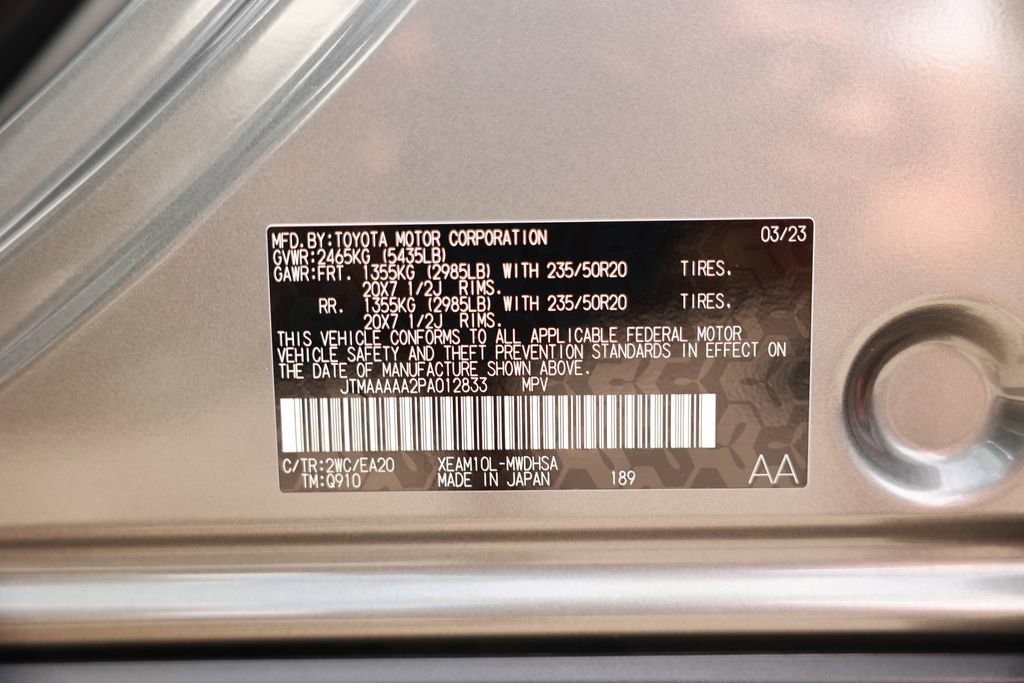 MFD.BY:TOYOTA MOTOR CORPORATION 03/23
GVWR:2465KG (5435LB)
GAWR:FRT. 1355KG (2985LB) WITH 235/50R20 TIRES.
20X7 1/2J RIMS.
RR. 1355KG (2985LB) WITH 235/50R20 TIRES.
20X7 1/2J RIMS.
THIS VEHICLE CONFORMS TO ALL APPLICABLE FEDERAL MOTOR
VEHICLE SAFETY AND THEFT PREVENTION STANDARDS IN EFFECT ON
THE DATE OF MANUFACTURE SHOWN ABOVE.
JTMAAAAA2PA012833 MPV
C/TR:2WC/EA20 XEAM10L-MWDHSA
TM:Q910 MADE IN JAPAN 189 AA